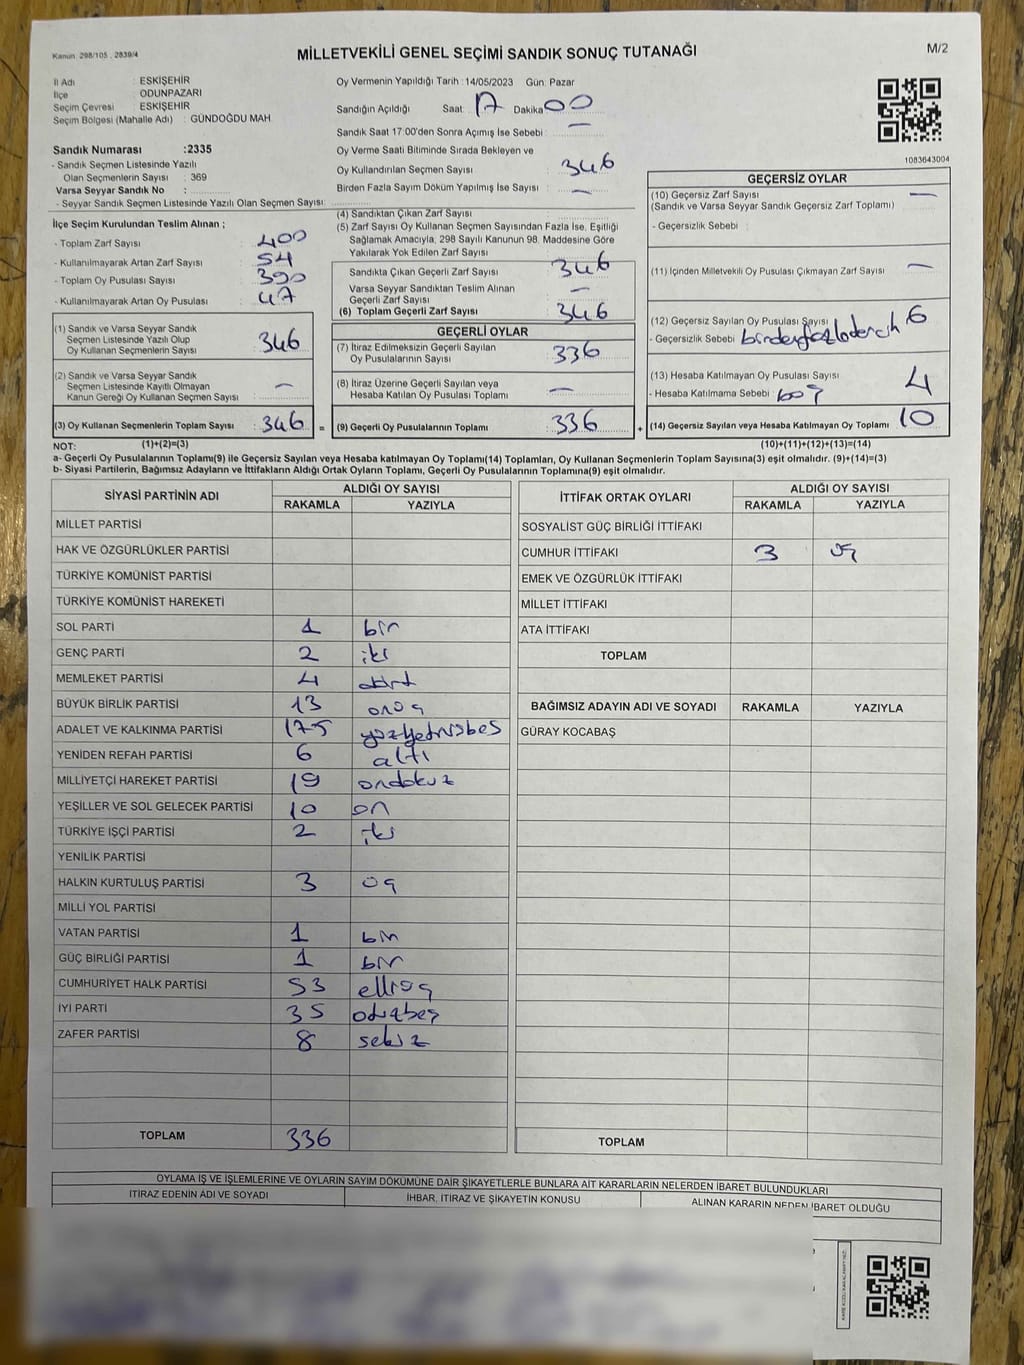 Kanun: 298/105 , 2839/4
MİLLETVEKİLİ GENEL SEÇİMİ SANDIK SONUÇ TUTANAĞI
M/2
İl Adı : ESKİŞEHİR
İlçe : ODUNPAZARI
Seçim Çevresi : ESKİŞEHİR
Seçim Bölgesi (Mahalle Adı) : GÜNDOĞDU MAH.
Sandık Numarası :2335
- Sandık Seçmen Listesinde Yazılı
Olan Seçmenlerin Sayısı : 369
Varsa Seyyar Sandık No :
- Seyyar Sandık Seçmen Listesinde Yazılı Olan Seçmen Sayısı:
Oy Vermenin Yapıldığı Tarih :14/05/2023 Gün: Pazar
Sandığın Açıldığı Saat: 17 Dakika 00
Sandık Saat 17:00'den Sonra Açımış İse Sebebi : —
Oy Verme Saati Bitiminde Sırada Bekleyen ve
Oy Kullandırılan Seçmen Sayısı : 346
Birden Fazla Sayım Döküm Yapılmış İse Sayısı : —
1083643004
İlçe Seçim Kurulundan Teslim Alınan ;
- Toplam Zarf Sayısı : 400
- Kullanılmayarak Artan Zarf Sayısı : 54
- Toplam Oy Pusulası Sayısı : 390
- Kullanılmayarak Artan Oy Pusulası : 47
(1) Sandık ve Varsa Seyyar Sandık
Seçmen Listesinde Yazılı Olup
Oy Kullanan Seçmenlerin Sayısı : 346
(2) Sandık ve Varsa Seyyar Sandık
Seçmen Listesinde Kayıtlı Olmayan
Kanun Gereği Oy Kullanan Seçmen Sayısı : —
(3) Oy Kullanan Seçmenlerin Toplam Sayısı : 346 =
(4) Sandıktan Çıkan Zarf Sayısı :
(5) Zarf Sayısı Oy Kullanan Seçmen Sayısından Fazla İse, Eşitliği
Sağlamak Amacıyla, 298 Sayılı Kanunun 98. Maddesine Göre
Yakılarak Yok Edilen Zarf Sayısı :
Sandıkta Çıkan Geçerli Zarf Sayısı : 346
Varsa Seyyar Sandıktan Teslim Alınan
Geçerli Zarf Sayısı : —
(6) Toplam Geçerli Zarf Sayısı : 346
GEÇERLİ OYLAR
(7) İtiraz Edilmeksizin Geçerli Sayılan
Oy Pusulalarının Sayısı : 336
(8) İtiraz Üzerine Geçerli Sayılan veya
Hesaba Katılan Oy Pusulası Toplamı : —
(9) Geçerli Oy Pusulalarının Toplamı : 336 +
GEÇERSİZ OYLAR
(10) Geçersiz Zarf Sayısı : —
(Sandık ve Varsa Seyyar Sandık Geçersiz Zarf Toplamı)
- Geçersizlik Sebebi :
(11) İçinden Milletvekili Oy Pusulası Çıkmayan Zarf Sayısı : —
(12) Geçersiz Sayılan Oy Pusulası Sayısı : 6
- Geçersizlik Sebebi :
(13) Hesaba Katılmayan Oy Pusulası Sayısı : 4
- Hesaba Katılmama Sebebi : boş
(14) Geçersiz Sayılan veya Hesaba Katılmayan Oy Toplamı : 10
NOT: (1)+(2)=(3) (10)+(11)+(12)+(13)=(14)
a- Geçerli Oy Pusulalarının Toplamı(9) ile Geçersiz Sayılan veya Hesaba katılmayan Oy Toplamı(14) Toplamları, Oy Kullanan Seçmenlerin Toplam Sayısına(3) eşit olmalıdır. (9)+(14)=(3)
b- Siyasi Partilerin, Bağımsız Adayların ve İttifakların Aldığı Ortak Oyların Toplamı, Geçerli Oy Pusulalarının Toplamına(9) eşit olmalıdır.
SİYASİ PARTİNİN ADI ALDIĞI OY SAYISI
RAKAMLA YAZIYLA
MİLLET PARTİSİ
HAK VE ÖZGÜRLÜKLER PARTİSİ
TÜRKİYE KOMÜNİST PARTİSİ
TÜRKİYE KOMÜNİST HAREKETİ
SOL PARTİ 1 bir
GENÇ PARTİ 2 iki
MEMLEKET PARTİSİ 4 dört
BÜYÜK BİRLİK PARTİSİ 13 onüç
ADALET VE KALKINMA PARTİSİ 175 yüzyetmişbeş
YENİDEN REFAH PARTİSİ 6 altı
MİLLİYETÇİ HAREKET PARTİSİ 19 ondokuz
YEŞİLLER VE SOL GELECEK PARTİSİ 10 on
TÜRKİYE İŞÇİ PARTİSİ 2 iki
YENİLİK PARTİSİ
HALKIN KURTULUŞ PARTİSİ 3 üç
MİLLİ YOL PARTİSİ
VATAN PARTİSİ 1 bir
GÜÇ BİRLİĞİ PARTİSİ 1 bir
CUMHURİYET HALK PARTİSİ 53 elliüç
İYİ PARTİ 35 otuzbeş
ZAFER PARTİSİ 8 sekiz
TOPLAM 336
İTTİFAK ORTAK OYLARI ALDIĞI OY SAYISI
RAKAMLA YAZIYLA
SOSYALİST GÜÇ BİRLİĞİ İTTİFAKI
CUMHUR İTTİFAKI 3 üç
EMEK VE ÖZGÜRLÜK İTTİFAKI
MİLLET İTTİFAKI
ATA İTTİFAKI
TOPLAM
BAĞIMSIZ ADAYIN ADI VE SOYADI RAKAMLA YAZIYLA
GÜRAY KOCABAŞ
TOPLAM
OYLAMA İŞ VE İŞLEMLERİNE VE OYLARIN SAYIM DÖKÜMÜNE DAİR ŞİKAYETLERLE BUNLARA AİT KARARLARIN NELERDEN İBARET BULUNDUKLARI
İTİRAZ EDENİN ADI VE SOYADI İHBAR, İTİRAZ VE ŞİKAYETİN KONUSU ALINAN KARARIN NEDEN İBARET OLDUĞU